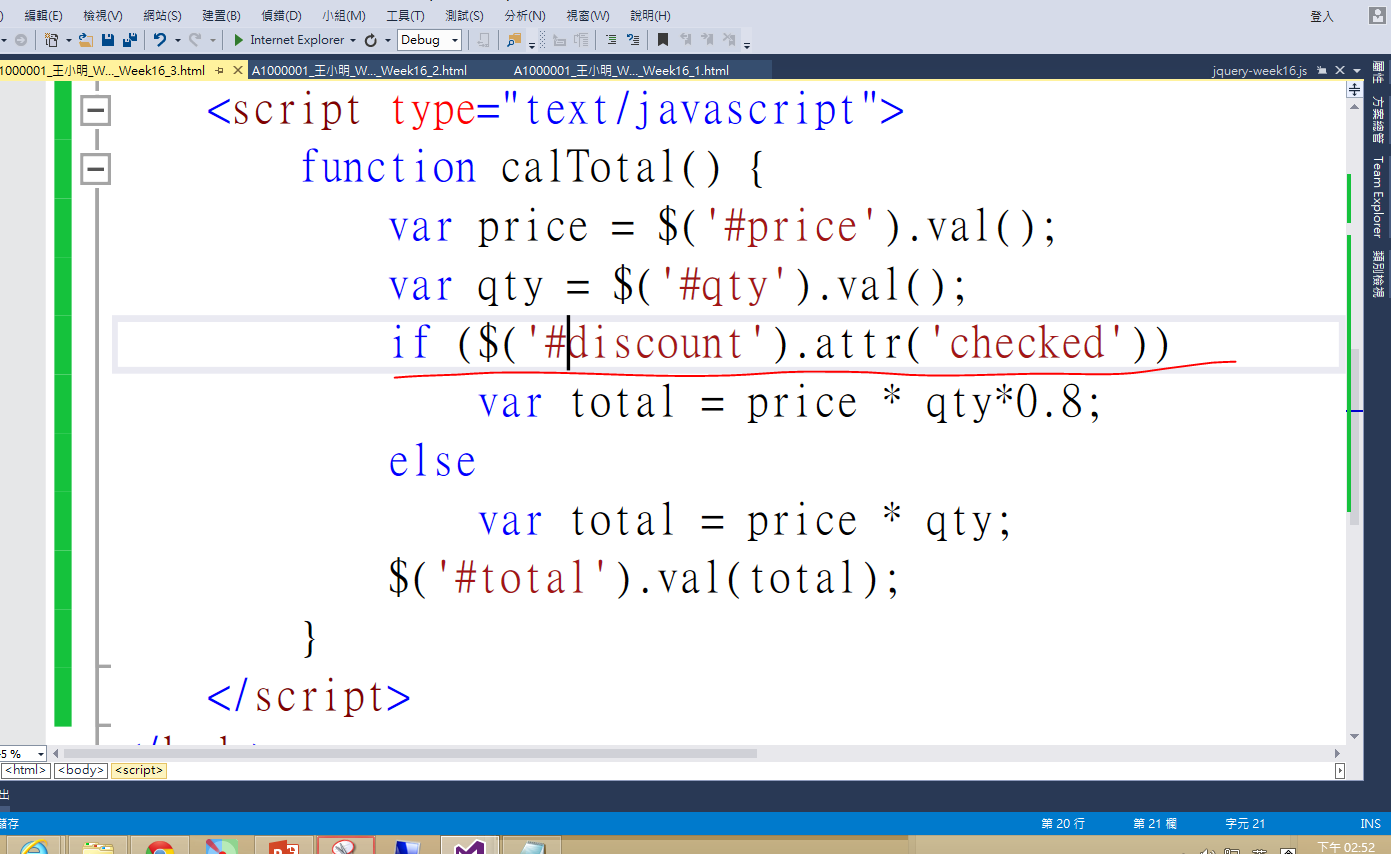 編輯(E) 檢視(V) 網站(S) 建置(B) 偵錯(D) 小組(M) 工具(T) 測試(S) 分析(N) 視窗(W) 說明(H) 登入
Internet Explorer Debug
1000001_王小明_W..._Week16_3.html A1000001_王小明_W..._Week16_2.html A1000001_王小明_W..._Week16_1.html jquery-week16.js
<script type="text/javascript">
function calTotal() {
var price = $('#price').val();
var qty = $('#qty').val();
if ($('#discount').attr('checked'))
var total = price * qty*0.8;
else
var total = price * qty;
$('#total').val(total);
}
</script>
屬性
方案總管
Team Explorer
類別檢視
5 %
<html> <body> <script>
出
儲存 第 20 行 第 21 欄 字元 21 INS
下午 02:52